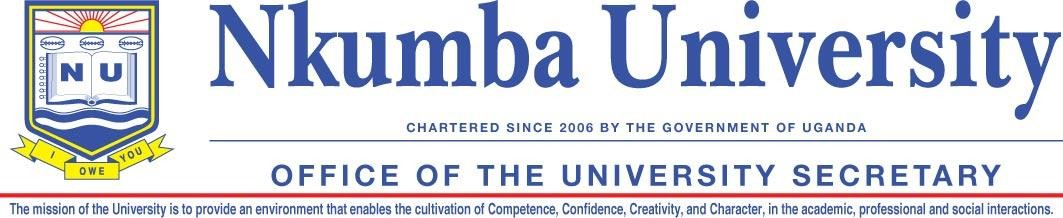 N U
I OWE YOU
Nkumba University
CHARTERED SINCE 2006 BY THE GOVERNMENT OF UGANDA
OFFICE OF THE UNIVERSITY SECRETARY
The mission of the University is to provide an environment that enables the cultivation of Competence, Confidence, Creativity, and Character, in the academic, professional and social interactions.